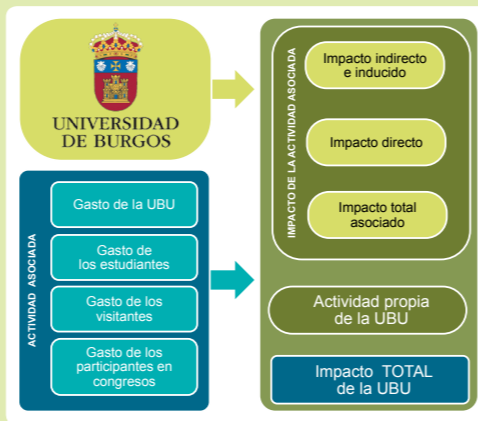 UNIVERSIDAD
DE BURGOS
ACTIVIDAD ASOCIADA
Gasto de la UBU
Gasto de
los estudiantes
Gasto de los
visitantes
Gasto de los
participantes en
congresos
IMPACTO DE LA ACTIVIDAD ASOCIADA
Impacto indirecto
e inducido
Impacto directo
Impacto total
asociado
Actividad propia
de la UBU
Impacto TOTAL
de la UBU